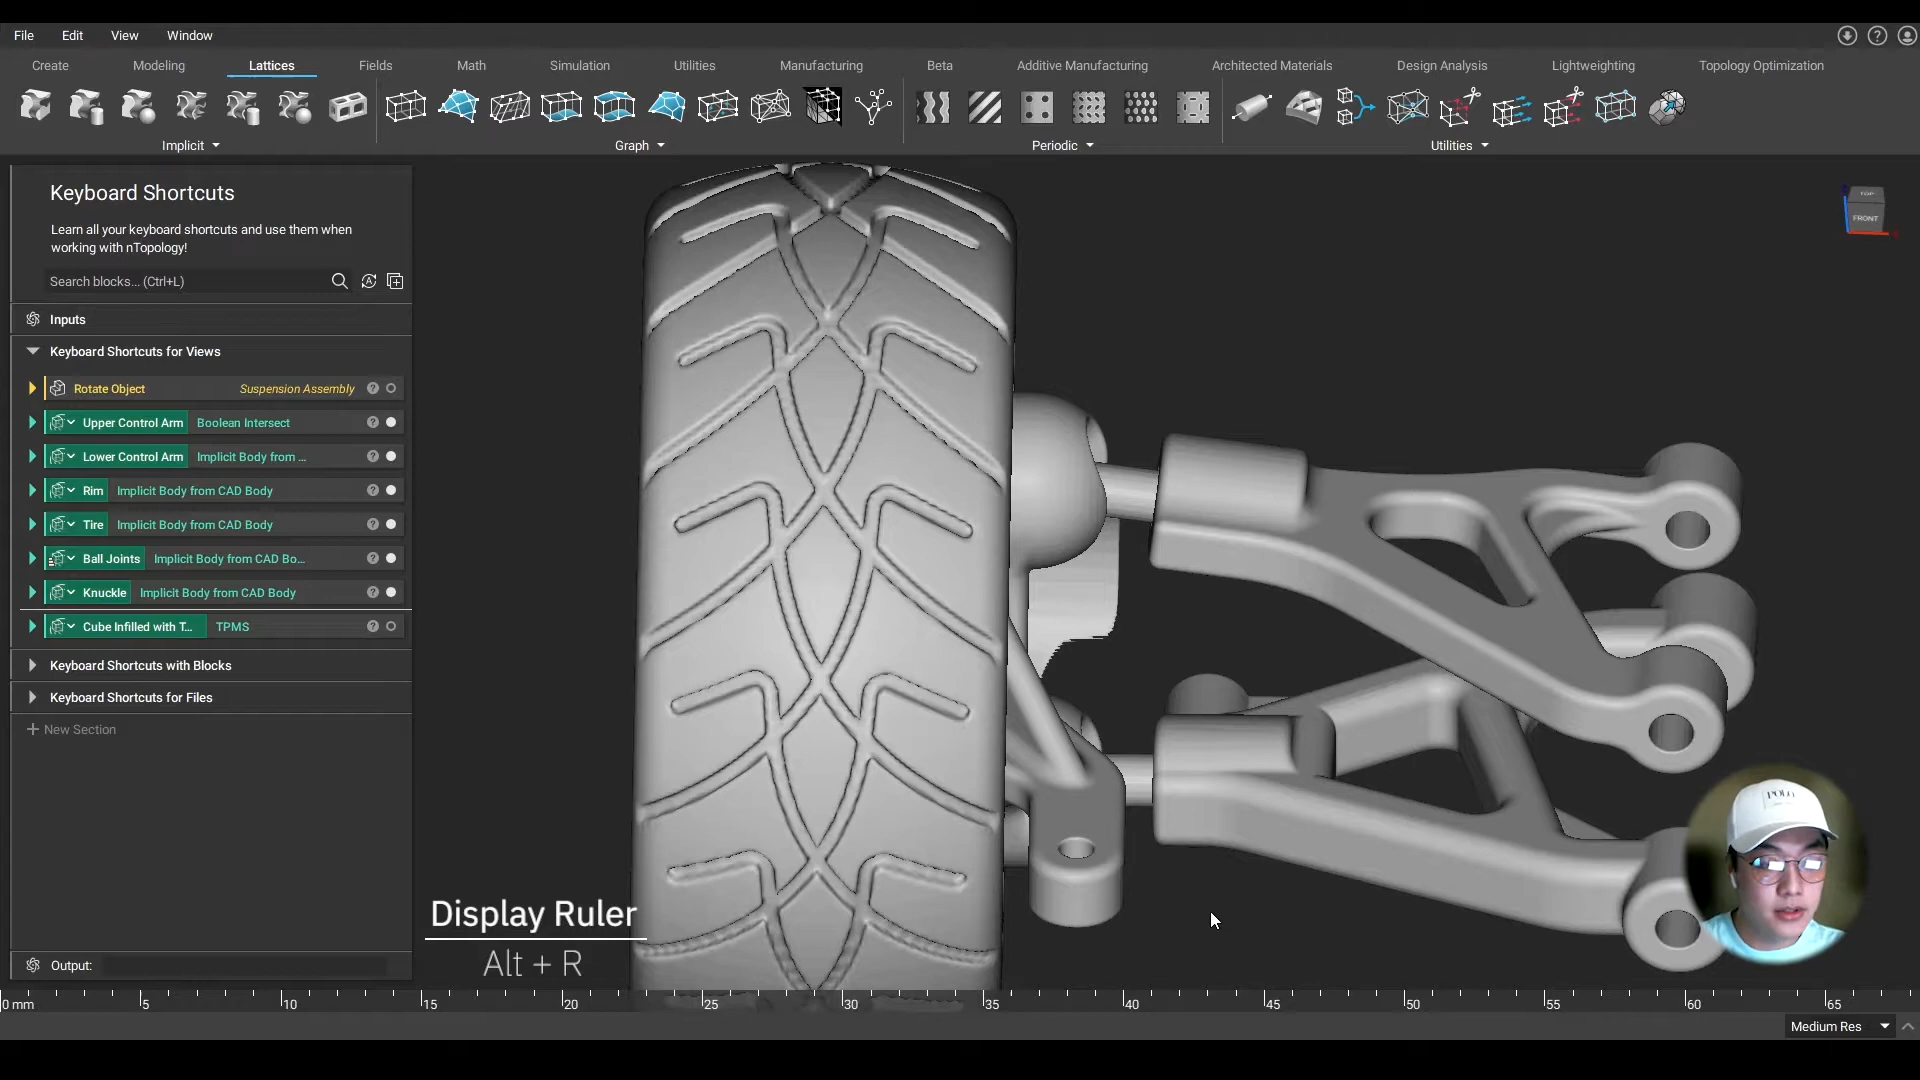 File Edit View Window
Create Modeling Lattices Fields Math Simulation Utilities Manufacturing Beta Additive Manufacturing Architected Materials Design Analysis Lightweighting Topology Optimization
Implicit Graph Periodic Utilities
Keyboard Shortcuts
Learn all your keyboard shortcuts and use them when
working with nTopology!
Search blocks... (Ctrl+L)
Inputs
Keyboard Shortcuts for Views
Rotate Object Suspension Assembly
Upper Control Arm Boolean Intersect
Lower Control Arm Implicit Body from ...
Rim Implicit Body from CAD Body
Tire Implicit Body from CAD Body
Ball Joints Implicit Body from CAD Bo...
Knuckle Implicit Body from CAD Body
Cube Infilled with T... TPMS
Keyboard Shortcuts with Blocks
Keyboard Shortcuts for Files
New Section
TOP
FRONT
POLO
Display Ruler
Alt + R
Output:
0 mm 5 10 15 20 25 30 35 40 45 50 55 60 65
Medium Res